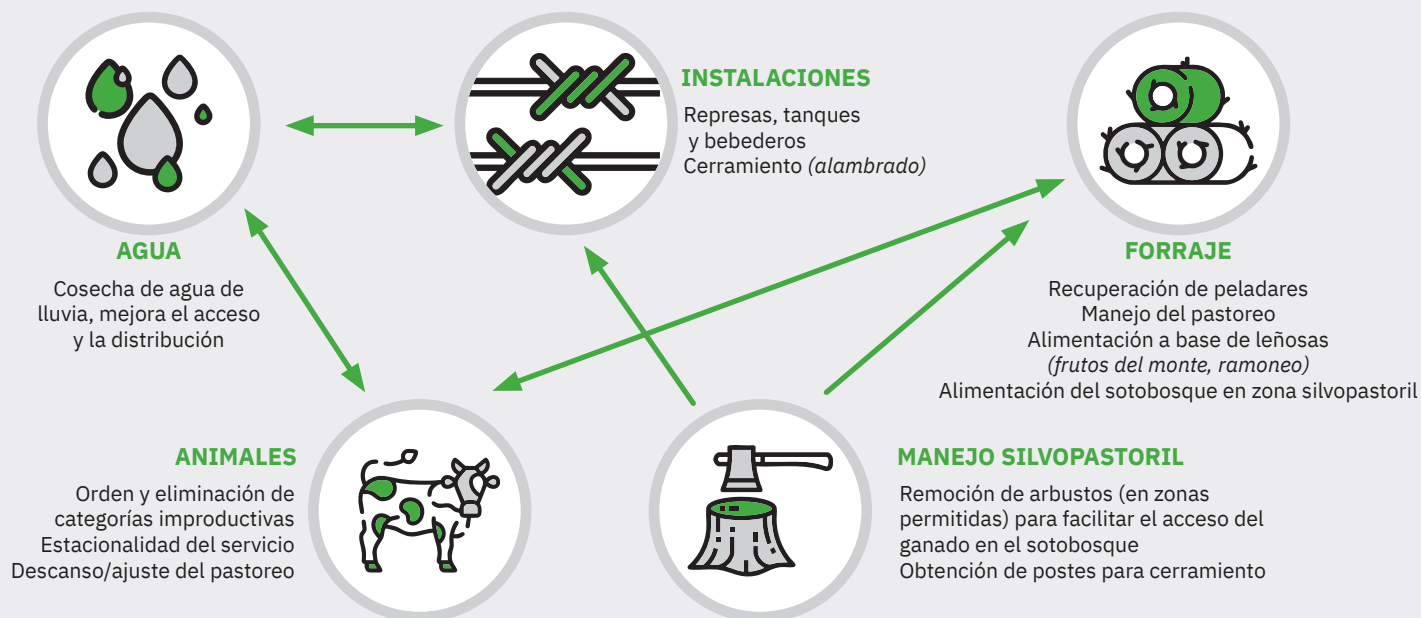 AGUA
Cosecha de agua de
lluvia, mejora el acceso
y la distribución
INSTALACIONES
Represas, tanques
y bebederos
Cerramiento (alambrado)
FORRAJE
Recuperación de peladares
Manejo del pastoreo
Alimentación a base de leñosas
(frutos del monte, ramoneo)
Alimentación del sotobosque en zona silvopastoril
ANIMALES
Orden y eliminación de
categorías improductivas
Estacionalidad del servicio
Descanso/ajuste del pastoreo
MANEJO SILVOPASTORIL
Remoción de arbustos (en zonas
permitidas) para facilitar el acceso del
ganado en el sotobosque
Obtención de postes para cerramiento